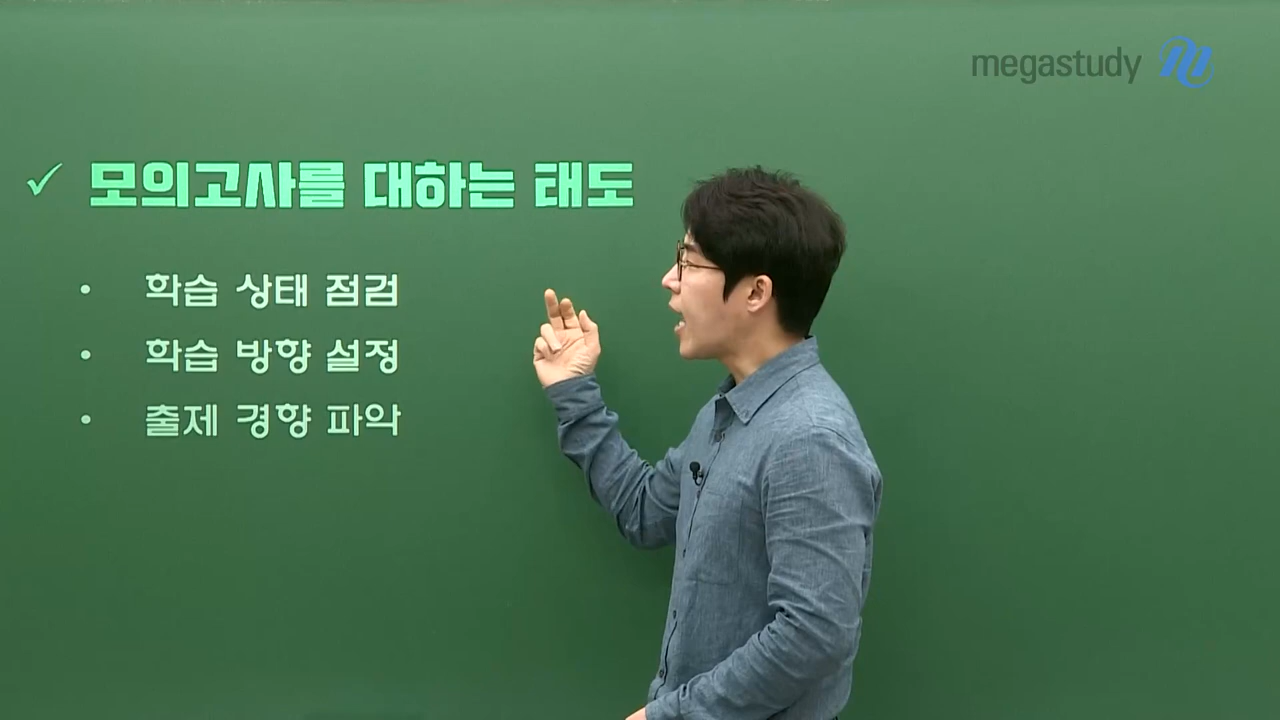 megastudy
✓ 모의고사를 대하는 태도
• 학습 상태 점검
• 학습 방향 설정
• 출제 경향 파악